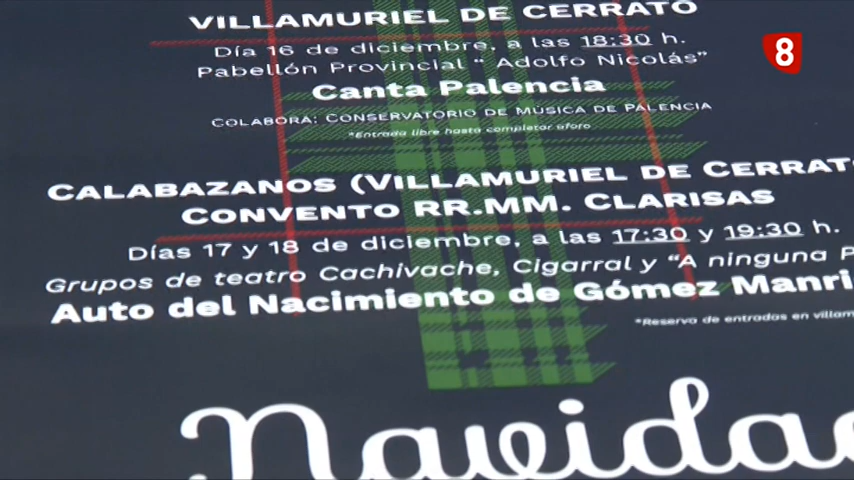 VILLAMURIEL DE CERRATO
8
Día 16 de diciembre, a las 18:30 h.
Pabellón Provincial “ Adolfo Nicolás”
Canta Palencia
COLABORA: CONSERVATORIO DE MÚSICA DE PALENCIA
*Entrada libre hasta completar aforo
CALABAZANOS (VILLAMURIEL DE CERRATO
CONVENTO RR.MM. CLARISAS
Días 17 y 18 de diciembre, a las 17:30 y 19:30 h.
Grupos de teatro Cachivache, Cigarral y “A ninguna P
Auto del Nacimiento de Gómez Manri
*Reserva de entradas en villam
Navidad